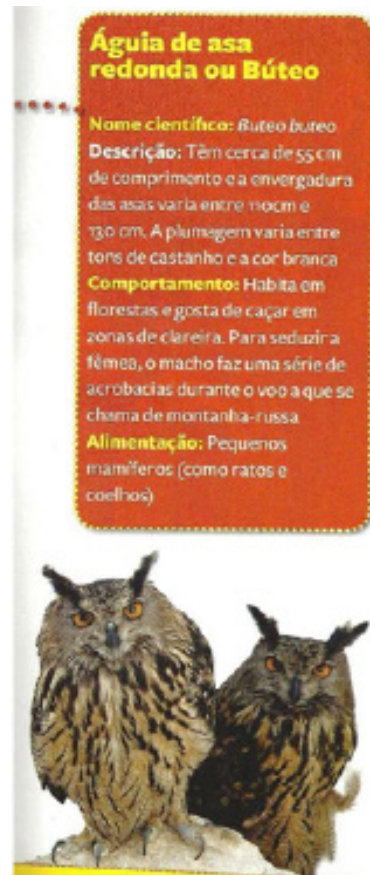 Águia de asa
redonda ou Búteo
Nome científico: Buteo buteo
Descrição: Têm cerca de 55 cm
de comprimento e a envergadura
das asas varia entre 110cm e
130 cm. A plumagem varia entre
tons de castanho e a cor branca
Comportamento: Habita em
florestas e gosta de caçar em
zonas de clareira. Para seduzir a
fêmea, o macho faz uma série de
acrobacias durante o voo a que se
chama de montanha-russa
Alimentação: Pequenos
mamíferos (como ratos e
coelhos)